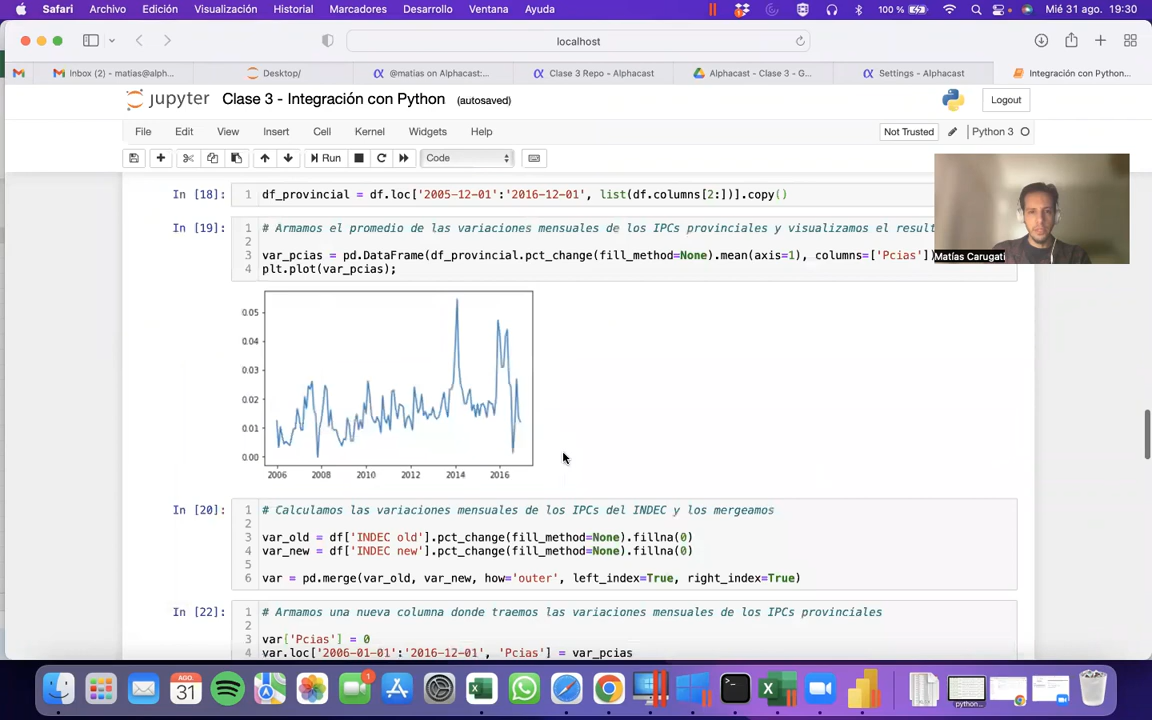 Safari Archivo Edición Visualización Historial Marcadores Desarrollo Ventana Ayuda 100 % Mié 31 ago. 19:30
localhost
Inbox (2) - matias@alph... Desktop/ @matias on Alphacast:... Clase 3 Repo - Alphacast Alphacast - Clase 3 - G... Settings - Alphacast Integración con Python...
jupyter Clase 3 - Integración con Python (autosaved) Logout
File Edit View Insert Cell Kernel Widgets Help Not Trusted Python 3
Run Code
In [18]: 1 df_provincial = df.loc['2005-12-01':'2016-12-01', list(df.columns[2:])].copy()
In [19]: 1 # Armamos el promedio de las variaciones mensuales de los IPCs provinciales y visualizamos el result
2
3 var_pcias = pd.DataFrame(df_provincial.pct_change(fill_method=None).mean(axis=1), columns=['Pcias'])
4 plt.plot(var_pcias);
Matías Carugati
0.05
0.04
0.03
0.02
0.01
0.00
2006 2008 2010 2012 2014 2016
In [20]: 1 # Calculamos las variaciones mensuales de los IPCs del INDEC y los mergeamos
2
3 var_old = df['INDEC old'].pct_change(fill_method=None).fillna(0)
4 var_new = df['INDEC new'].pct_change(fill_method=None).fillna(0)
5
6 var = pd.merge(var_old, var_new, how='outer', left_index=True, right_index=True)
In [22]: 1 # Armamos una nueva columna donde traemos las variaciones mensuales de los IPCs provinciales
2
3 var['Pcias'] = 0
4 var.loc['2006-01-01':'2016-12-01', 'Pcias'] = var_pcias
AGO.
31
1